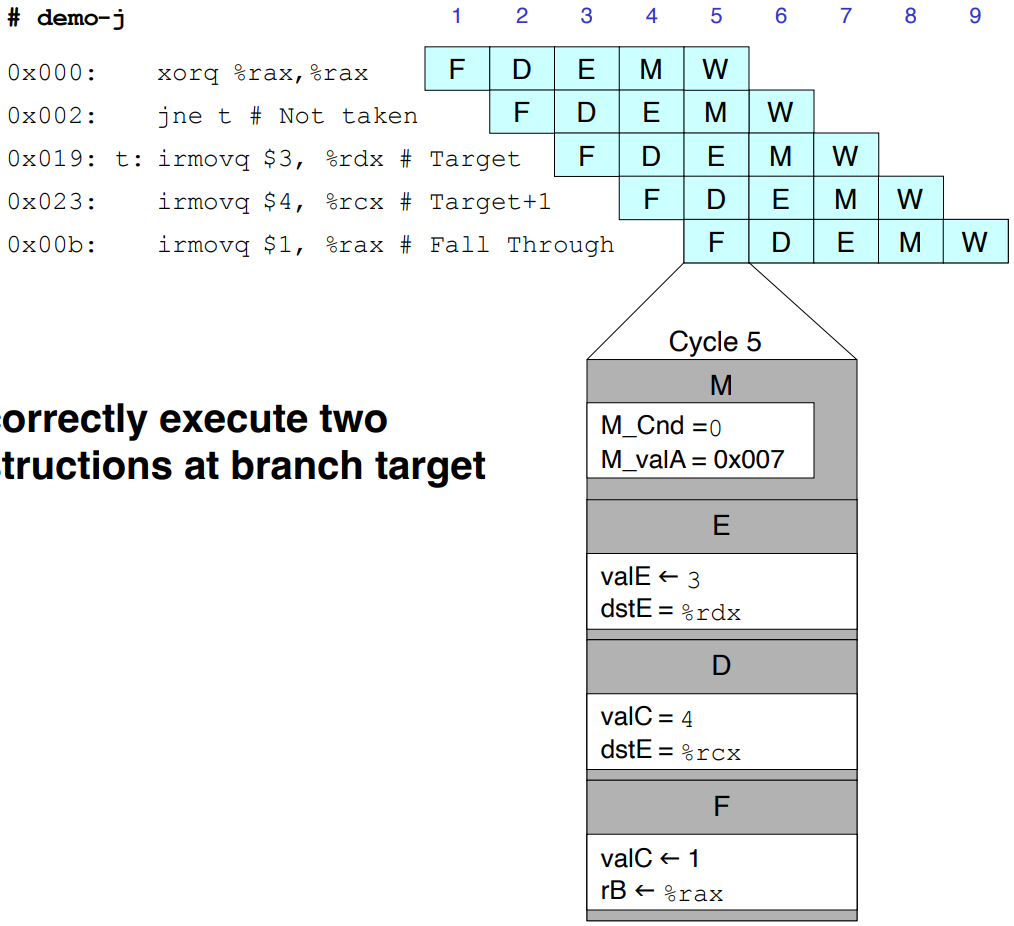 # demo-j 1 2 3 4 5 6 7 8 9
0x000: xorq %rax,%rax F D E M W
0x002: jne t # Not taken F D E M W
0x019: t: irmovq $3, %rdx # Target F D E M W
0x023: irmovq $4, %rcx # Target+1 F D E M W
0x00b: irmovq $1, %rax # Fall Through F D E M W
Cycle 5
M
M_Cnd =0
M_valA = 0x007
correctly execute two
structions at branch target
E
valE ← 3
dstE = %rdx
D
valC = 4
dstE = %rcx
F
valC ← 1
rB ← %rax